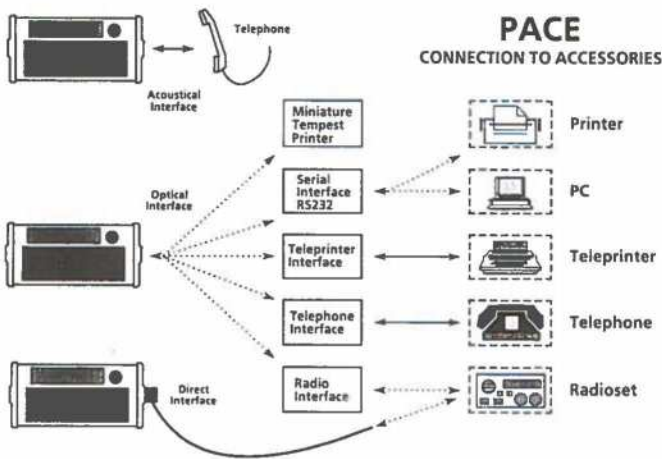 PACE
CONNECTION TO ACCESSORIES
Telephone
Acoustical
Interface
Miniature
Tempest
Printer
Printer
Optical
Interface
Serial
Interface
RS232
PC
Teleprinter
Interface
Teleprinter
Telephone
Interface
Telephone
Direct
Interface
Radio
Interface
Radioset